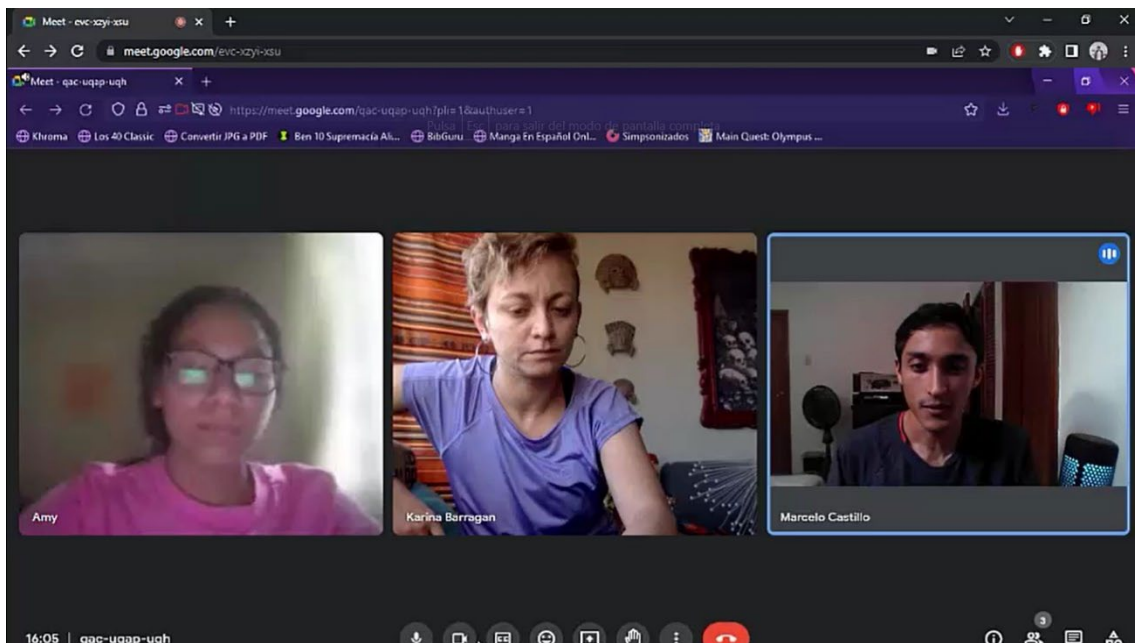 Meet - evc-xzyi-xsu
meet.google.com/evc-xzyi-xsu
Meet - qac-uqap-uqh
https://meet.google.com/qac-uqap-uqh?pli=1&authuser=1
Pulsa Esc para salir del modo de pantalla completa
Khroma Los 40 Classic Convertir JPG a PDF Ben 10 Supremacía Ali... BibGuru Manga En Español Onl... Simpsonizados Main Quest: Olympus ...
Amy
Karina Barragan
Marcelo Castillo
3
16:05 | qac-uqap-uqh